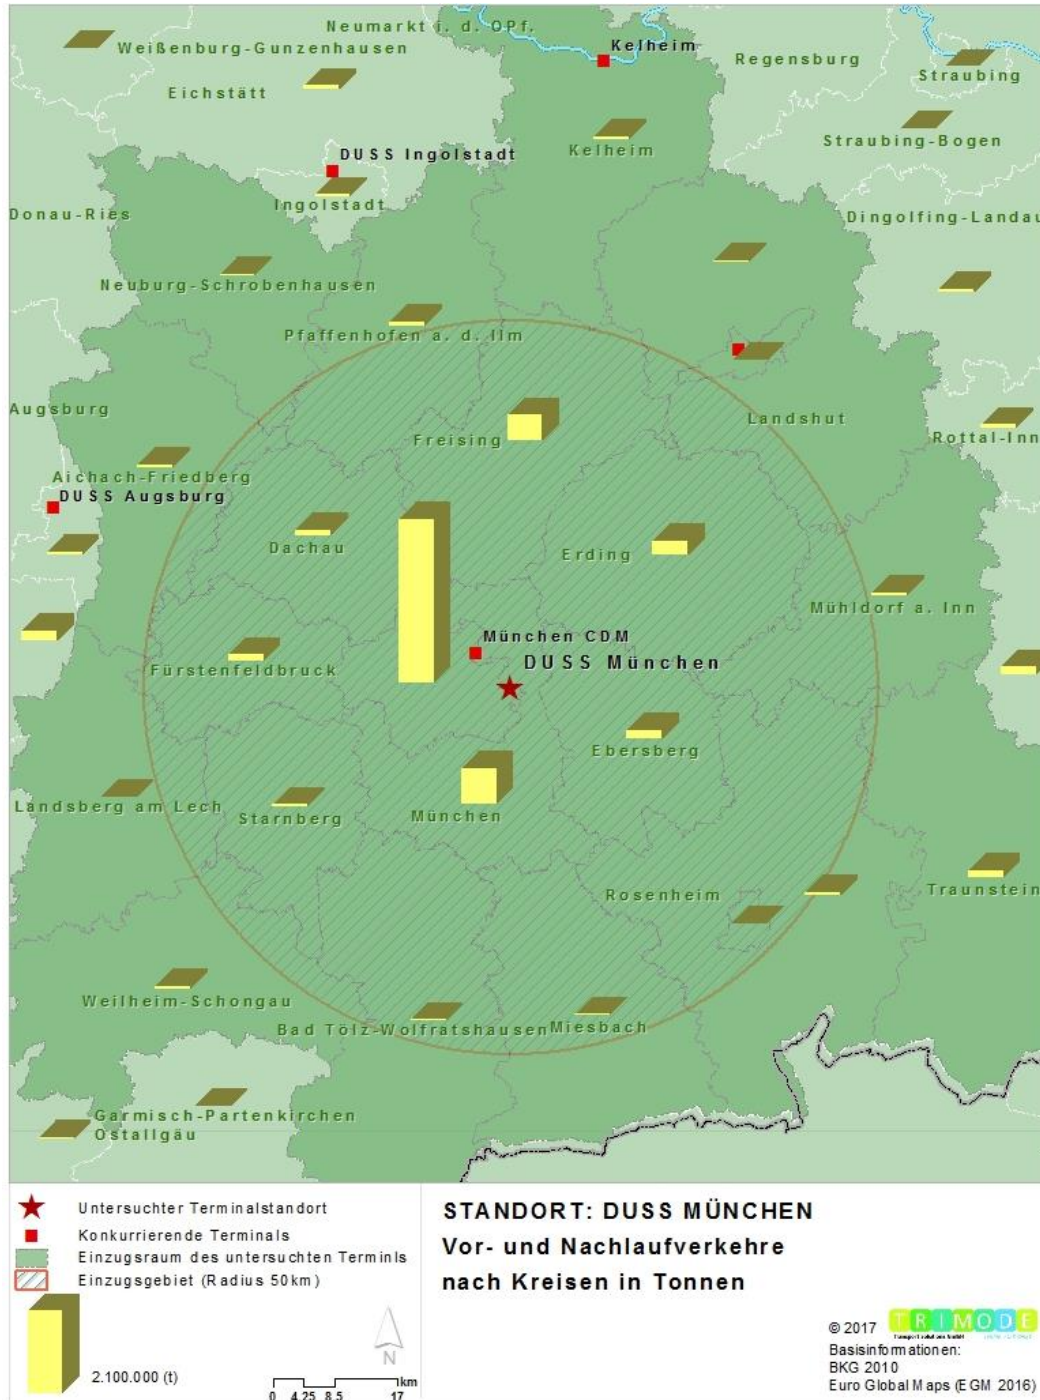 Neumarkt i. d. OPf.
Weißenburg-Gunzenhausen
Kelheim
Regensburg
Straubing
Eichstätt
Straubing-Bogen
DUSS Ingolstadt
Kelheim
Ingolstadt
Donau-Ries
Dingolfing-Landau
Neuburg-Schrobenhausen
Pfaffenhofen a. d. Ilm
Augsburg
Landshut
Freising
Rottal-Inn
Aichach-Friedberg
DUSS Augsburg
Dachau
Erding
Mühldorf a. Inn
München CDM
DUSS München
Fürstenfeldbruck
Ebersberg
Landsberg am Lech
Starnberg
München
Rosenheim
Traunstein
Weilheim-Schongau
Bad Tölz-Wolfratshausen
Miesbach
Garmisch-Partenkirchen
Ostallgäu
Untersuchter Terminalstandort
Konkurrierende Terminals
Einzugsraum des untersuchten Terminls
Einzugsgebiet (Radius 50km)
2.100.000 (t)
N
km
0 4,25 8,5 17
STANDORT: DUSS MÜNCHEN
Vor- und Nachlaufverkehre
nach Kreisen in Tonnen
© 2017 TRIMODE
Basisinformationen:
BKG 2010
Euro Global Maps (EGM 2016)